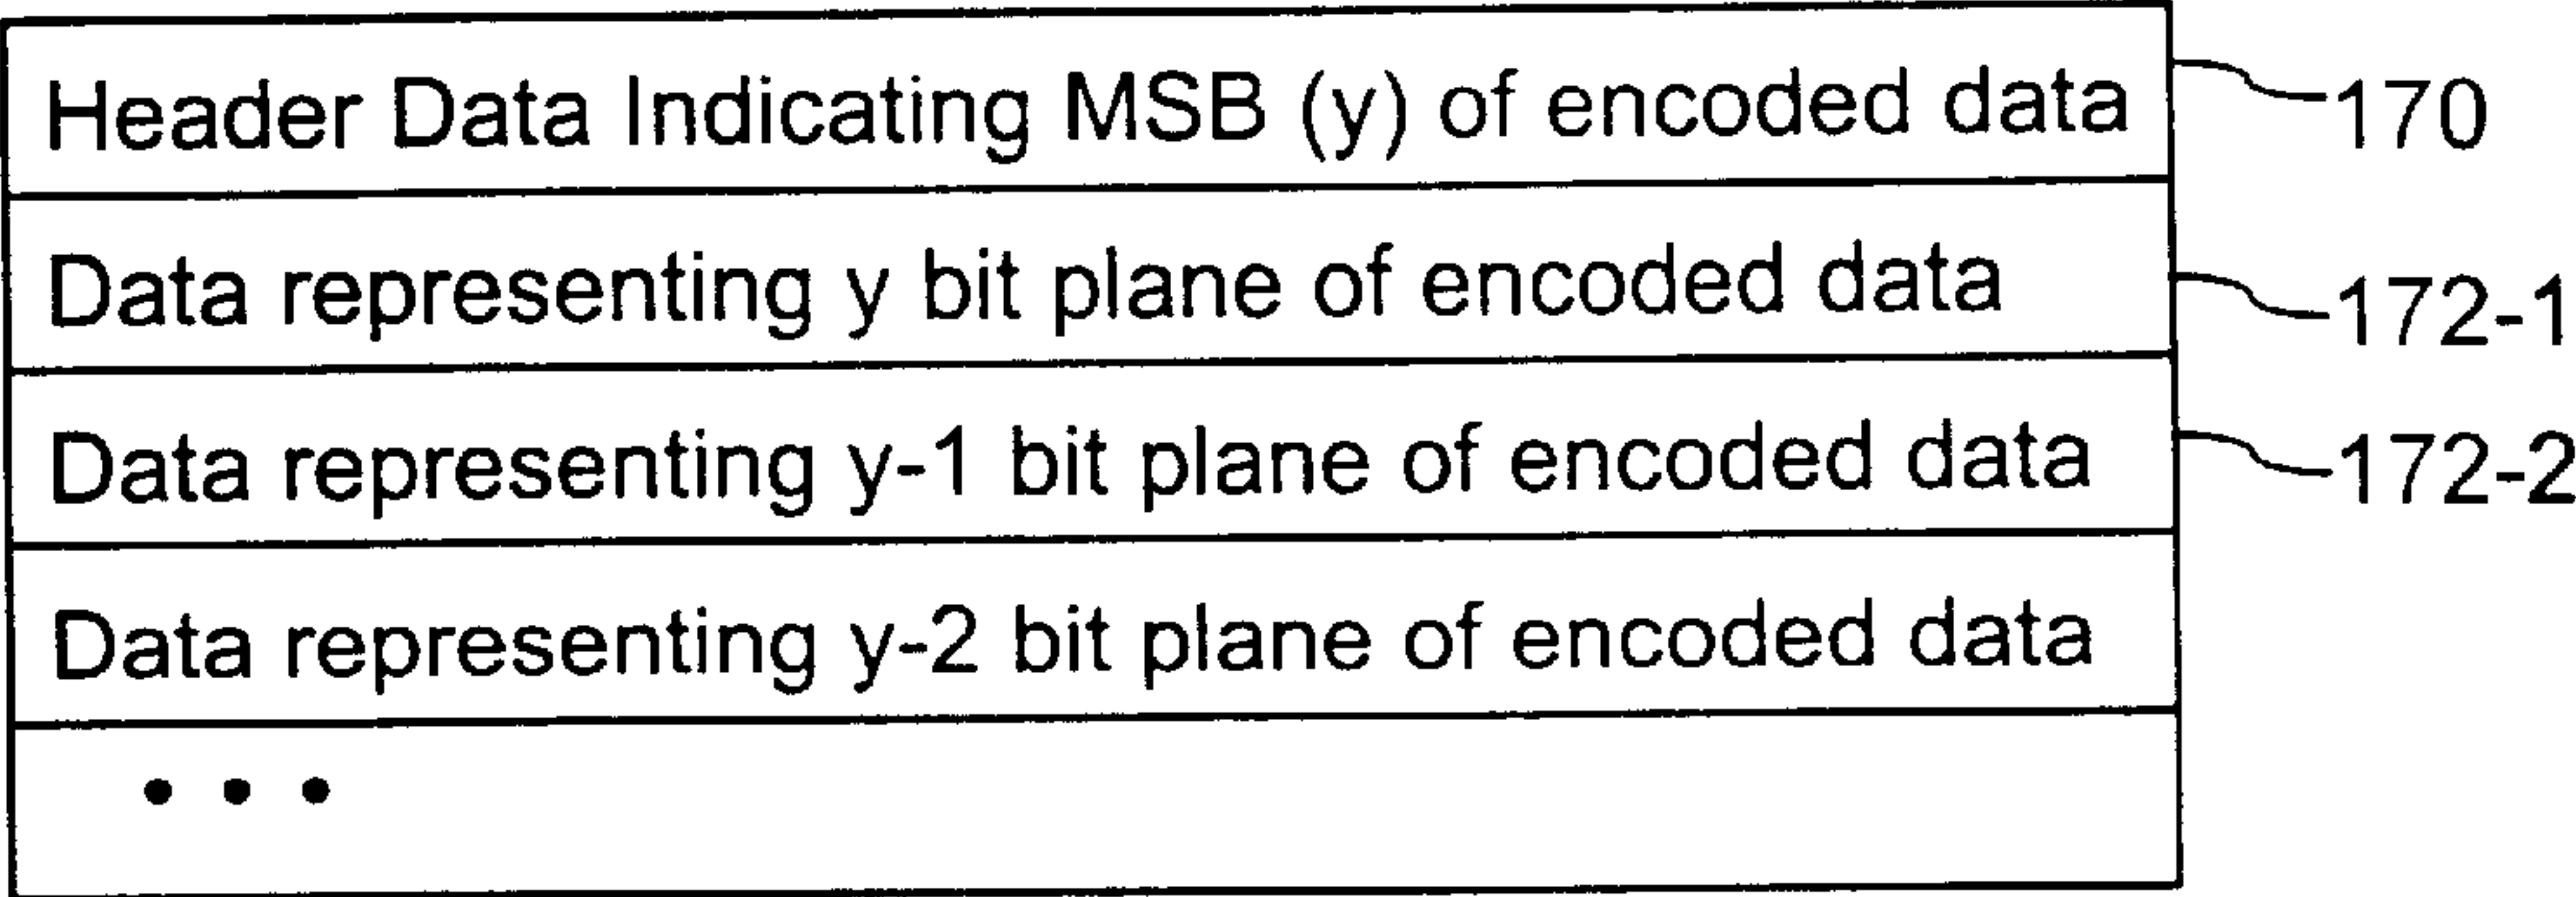 Header Data Indicating MSB (y) of encoded data 170
Data representing y bit plane of encoded data 172-1
Data representing y-1 bit plane of encoded data 172-2
Data representing y-2 bit plane of encoded data
• • •